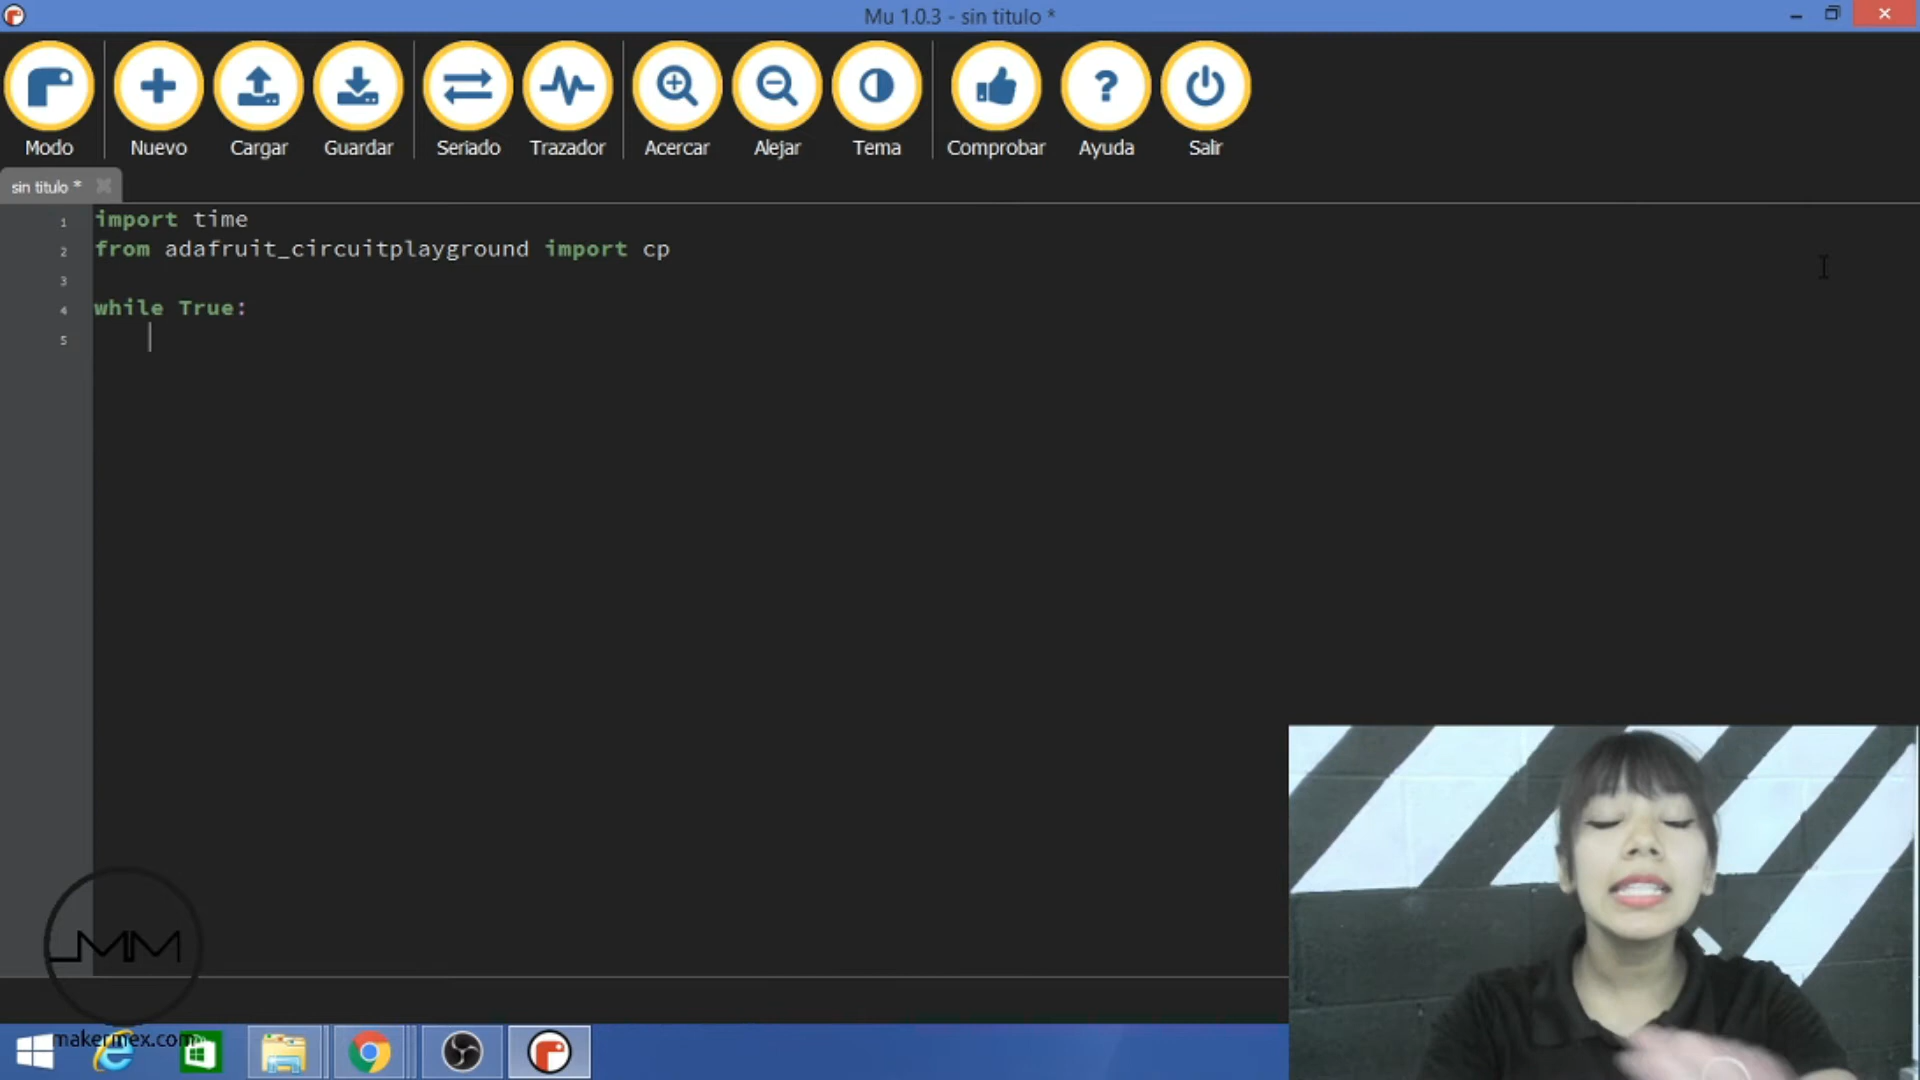 Mu 1.0.3 - sin titulo *
Modo
Nuevo
Cargar
Guardar
Seriado
Trazador
Acercar
Alejar
Tema
Comprobar
Ayuda
Salir
sin titulo *
1 import time
2 from adafruit_circuitplayground import cp
3
4 while True:
5
MM
makermex.com